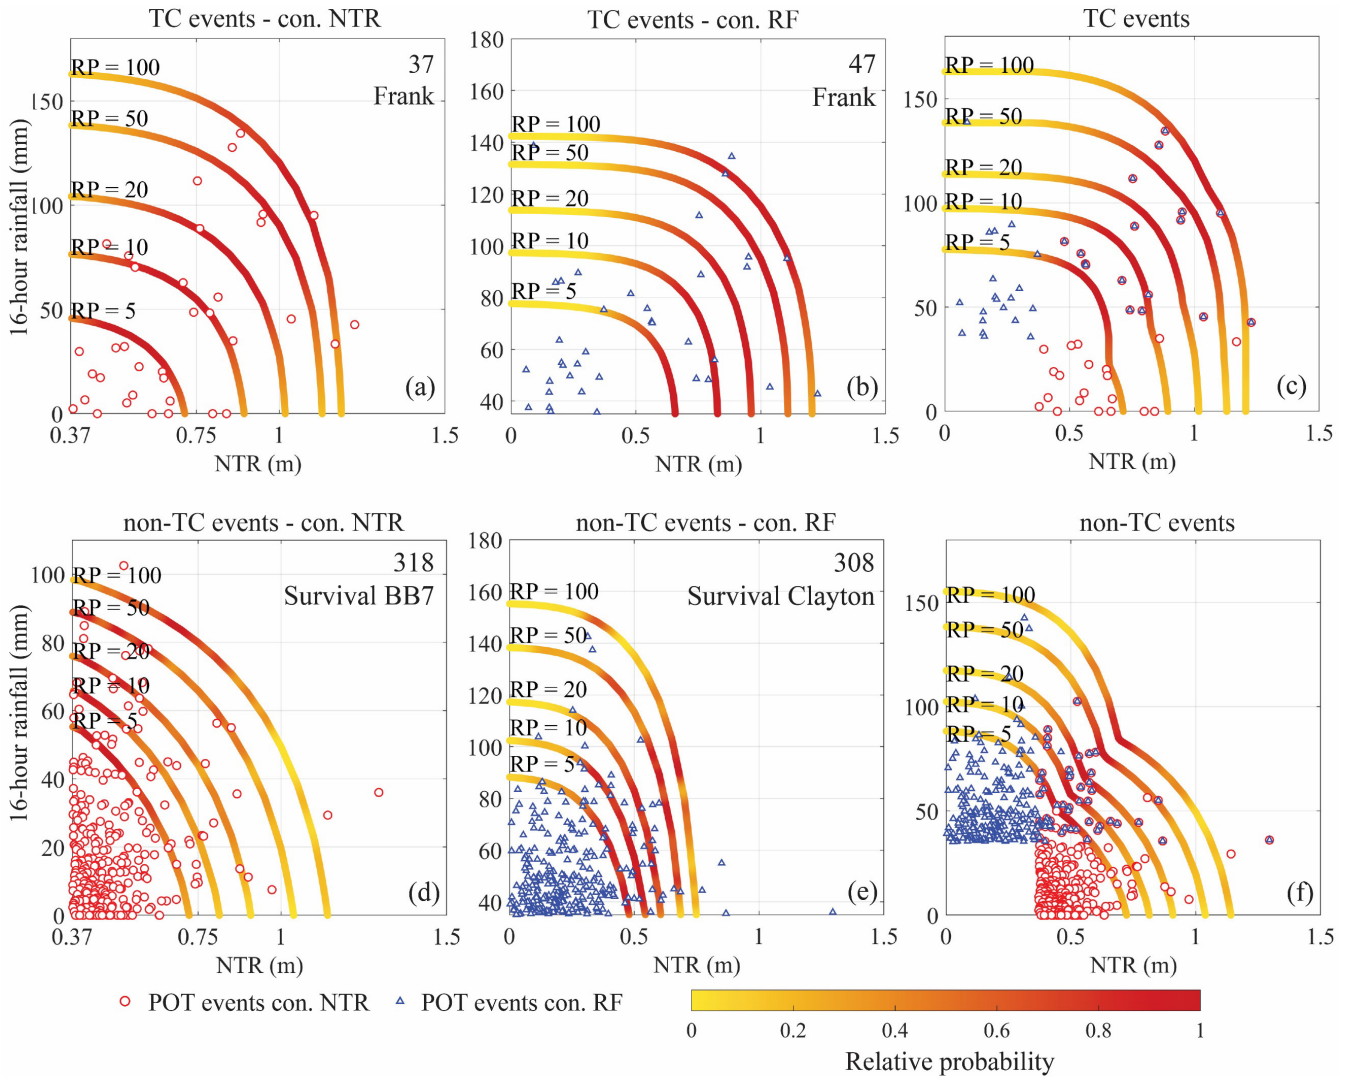 TC events - con. NTR
16-hour rainfall (mm)
150
100
50
0
RP = 100
RP = 50
RP = 20
RP = 10
RP = 5
37
Frank
(a)
0.37
0.75
1
1.5
NTR (m)
TC events - con. RF
180
160
140
120
100
80
60
40
RP = 100
RP = 50
RP = 20
RP = 10
RP = 5
47
Frank
(b)
0
0.5
1
1.5
NTR (m)
TC events
150
100
50
0
RP = 100
RP = 50
RP = 20
RP = 10
RP = 5
(c)
0
0.5
1
1.5
NTR (m)
non-TC events - con. NTR
16-hour rainfall (mm)
100
80
60
40
20
0
RP = 100
RP = 50
RP = 20
RP = 10
RP = 5
318
Survival BB7
(d)
0.37
0.75
1
1.5
NTR (m)
non-TC events - con. RF
180
160
140
120
100
80
60
40
RP = 100
RP = 50
RP = 20
RP = 10
RP = 5
308
Survival Clayton
(e)
0
0.5
1
1.5
NTR (m)
non-TC events
150
100
50
0
RP = 100
RP = 50
RP = 20
RP = 10
RP = 5
(f)
0
0.5
1
1.5
NTR (m)
POT events con. NTR
POT events con. RF
0
0.2
0.4
0.6
0.8
1
Relative probability